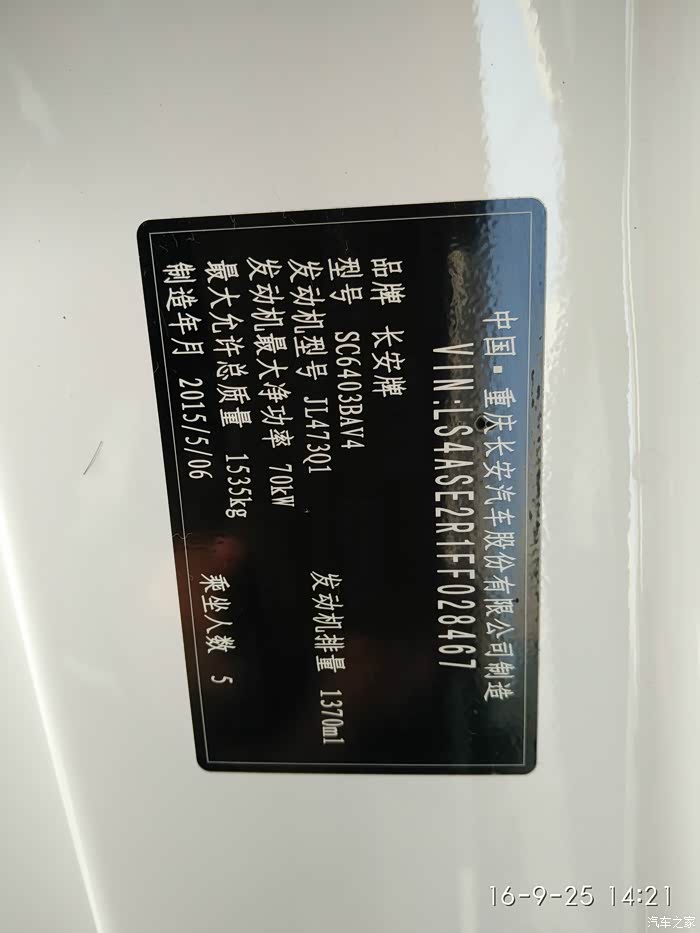 中国·重庆长安汽车股份有限公司制造
VIN:LS4ASE2R1FF028467
品牌 长安牌
型号 SC6403BAV4
发动机型号 JL473Q1 发动机排量 1370ml
发动机最大净功率 70kW
最大允许总质量 1535kg 乘坐人数 5
制造年月 2015/5/06
16-9-25 14:21
汽车之家